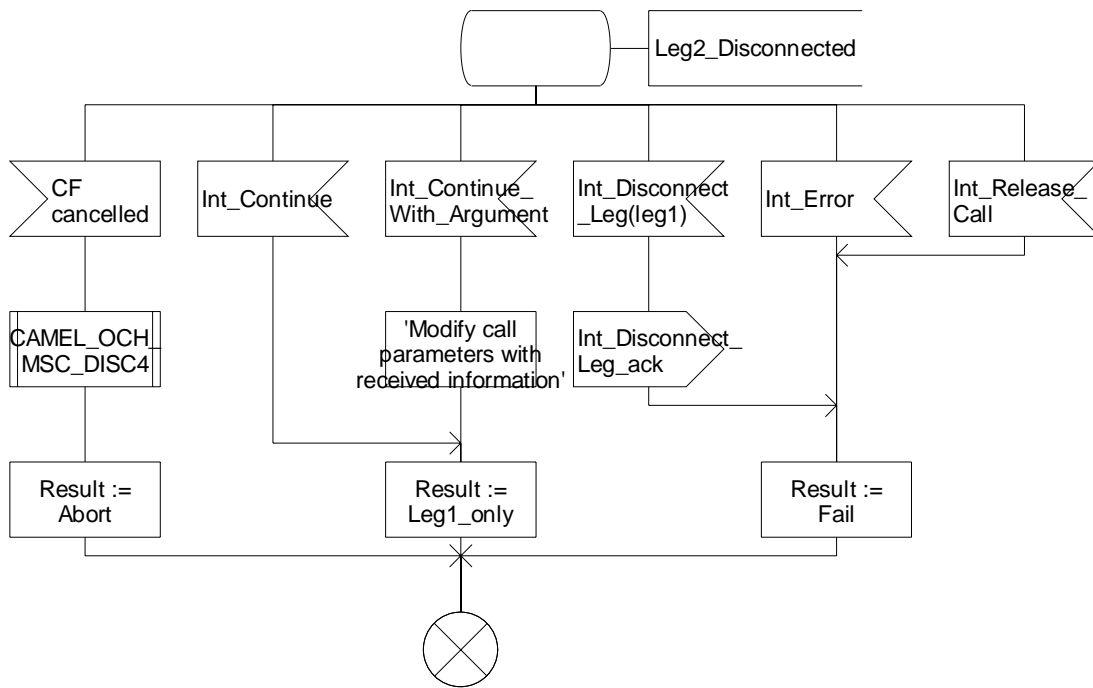 Leg2_Disconnected
CF
cancelled
Int_Continue
Int_Continue_
With_Argument
Int_Disconnect
_Leg(leg1)
Int_Error
Int_Release_
Call
CAMEL_OCH_
MSC_DISC4
'Modify call
parameters with
received information'
Int_Disconnect_
Leg_ack
Result :=
Abort
Result :=
Leg1_only
Result :=
Fail